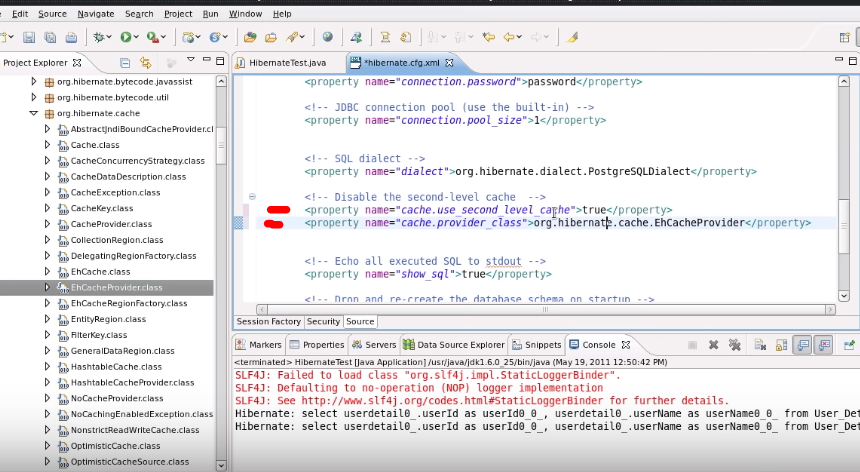 Edit Source Navigate Search Project Run Window Help
Project Explorer
HibernateTest.java
*hibernate.cfg.xml
org.hibernate.bytecode.javassist
org.hibernate.bytecode.util
org.hibernate.cache
AbstractJndiBoundCacheProvider.cl
Cache.class
CacheConcurrencyStrategy.class
CacheDataDescription.class
CacheException.class
CacheKey.class
CacheProvider.class
CollectionRegion.class
DelegatingRegionFactory.class
EhCache.class
EhCacheProvider.class
EhCacheRegionFactory.class
EntityRegion.class
FilterKey.class
GeneralDataRegion.class
HashtableCache.class
HashtableCacheProvider.class
NoCacheProvider.class
NoCachingEnabledException.class
NonstrictReadWriteCache.class
OptimisticCache.class
OptimisticCacheSource.class
<property name="connection.password">password</property>
<!-- JDBC connection pool (use the built-in) -->
<property name="connection.pool_size">1</property>
<!-- SQL dialect -->
<property name="dialect">org.hibernate.dialect.PostgreSQLDialect</property>
<!-- Disable the second-level cache  -->
<property name="cache.use_second_level_cache">true</property>
<property name="cache.provider_class">org.hibernate.cache.EhCacheProvider</property>
<!-- Echo all executed SQL to stdout -->
<property name="show_sql">true</property>
<!-- Drop and re-create the database schema on startup -->
Session Factory Security Source
Markers Properties Servers Data Source Explorer Snippets Console
<terminated> HibernateTest [Java Application] /usr/java/jdk1.6.0_25/bin/java (May 19, 2011 12:50:42 PM)
SLF4J: Failed to load class "org.slf4j.impl.StaticLoggerBinder".
SLF4J: Defaulting to no-operation (NOP) logger implementation
SLF4J: See http://www.slf4j.org/codes.html#StaticLoggerBinder for further details.
Hibernate: select userdetail0_.userId as userId0_0_, userdetail0_.userName as userName0_0_ from User_Det
Hibernate: select userdetail0_.userId as userId0_0_, userdetail0_.userName as userName0_0_ from User_Det